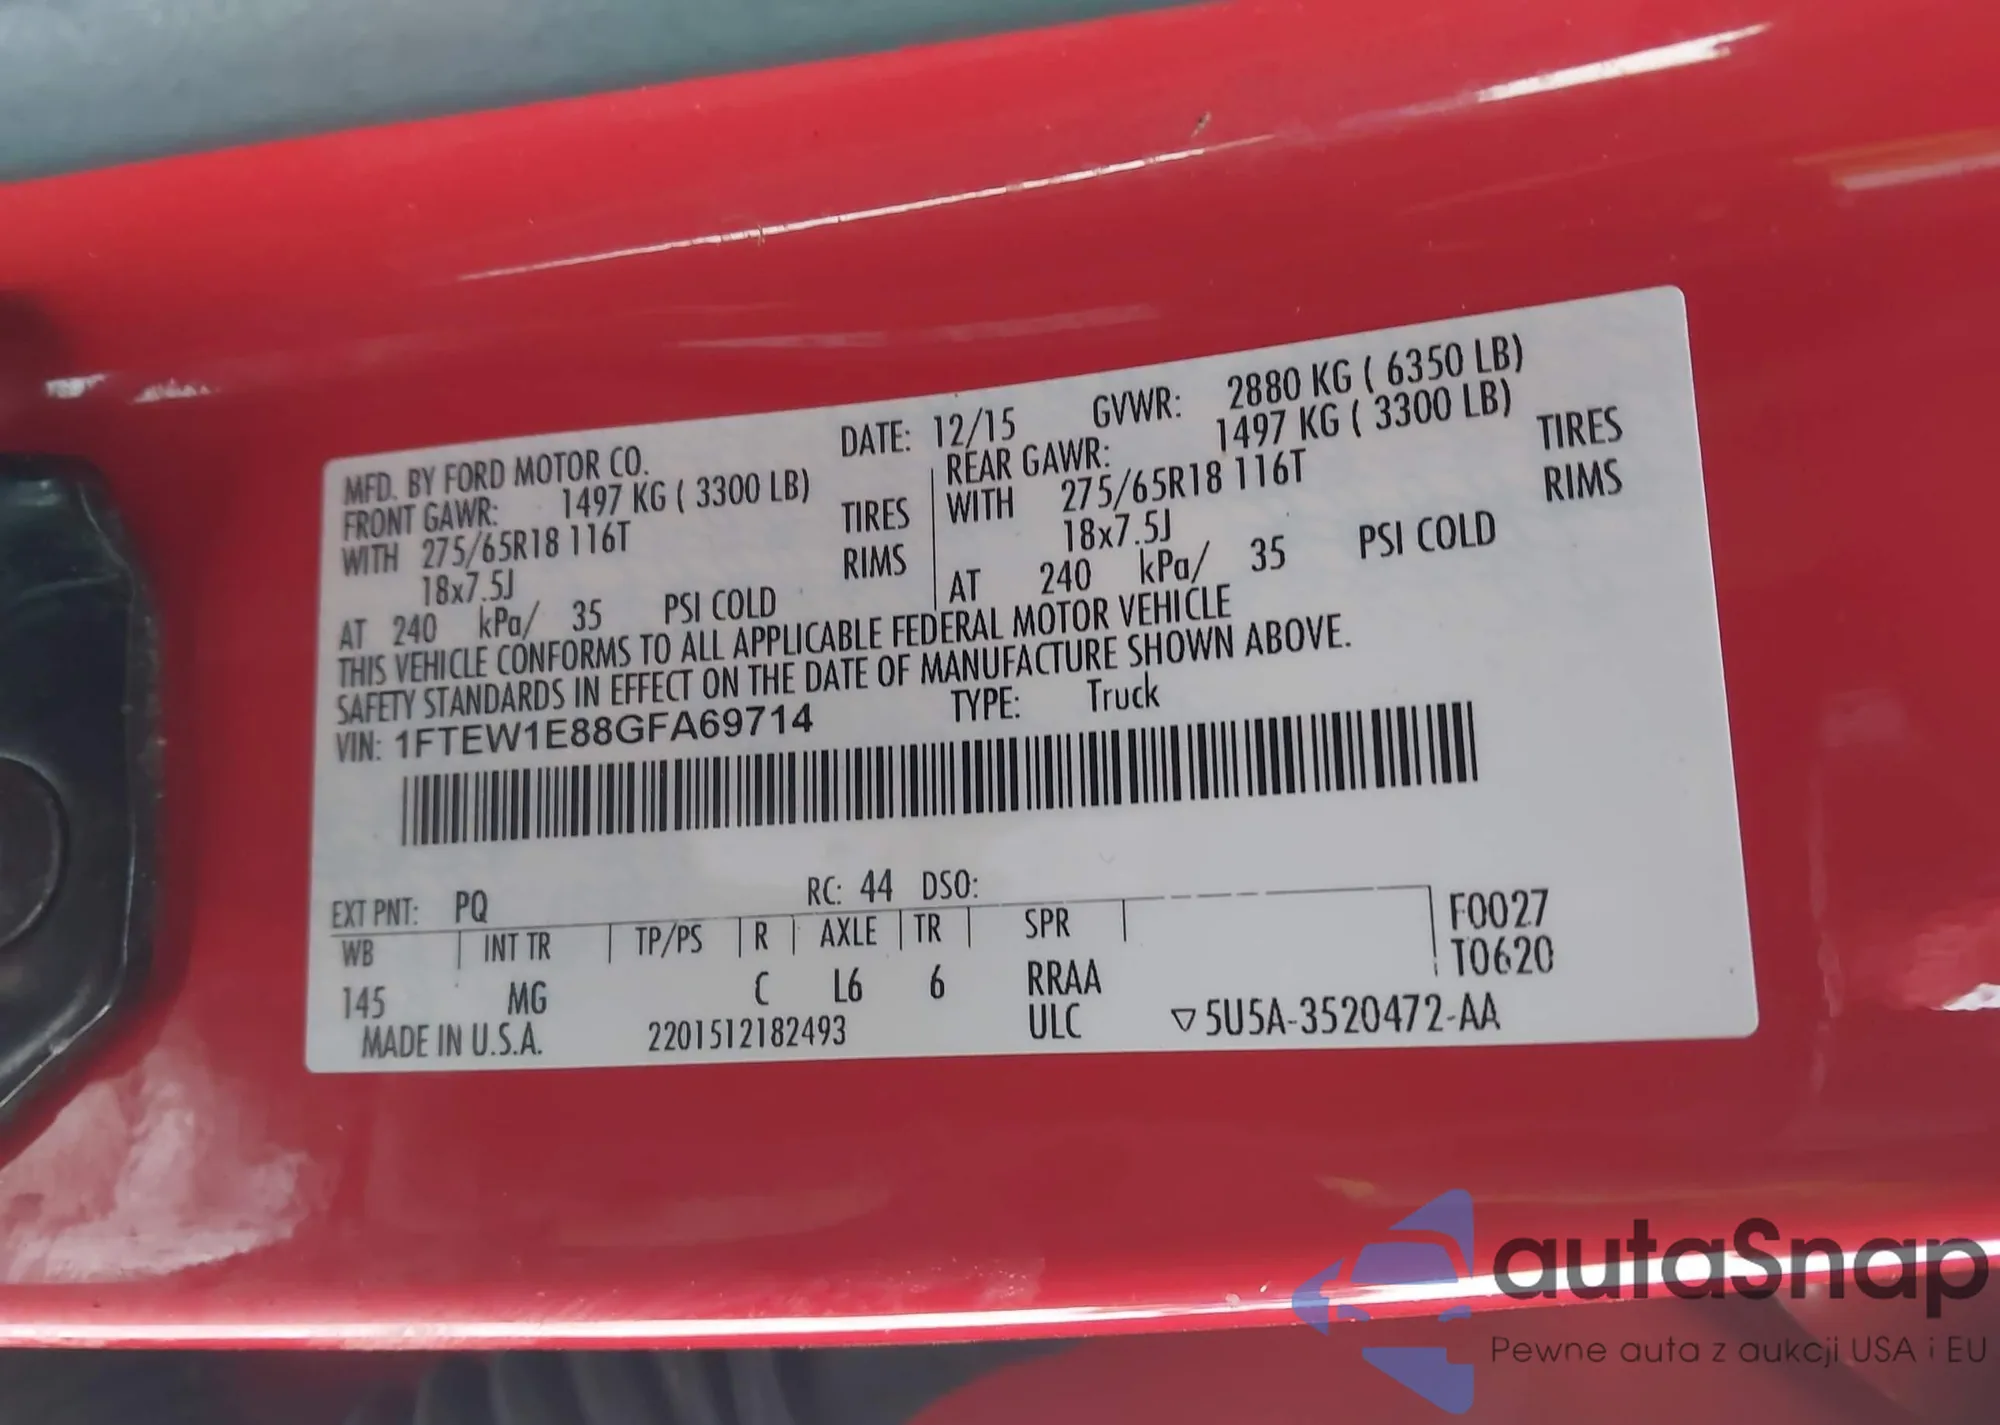 MFD. BY FORD MOTOR CO. DATE: 12/15 GVWR: 2880 KG ( 6350 LB)
FRONT GAWR: 1497 KG ( 3300 LB) REAR GAWR: 1497 KG ( 3300 LB)
WITH 275/65R18 116T TIRES WITH 275/65R18 116T TIRES
18x7.5J RIMS 18x7.5J RIMS
AT 240 kPa/ 35 PSI COLD AT 240 kPa/ 35 PSI COLD
THIS VEHICLE CONFORMS TO ALL APPLICABLE FEDERAL MOTOR VEHICLE
SAFETY STANDARDS IN EFFECT ON THE DATE OF MANUFACTURE SHOWN ABOVE.
VIN: 1FTEW1E88GFA69714 TYPE: Truck
EXT PNT: PQ RC: 44 DSO:
WB INT TR TP/PS R AXLE TR SPR F0027
T0620
145 MG C L6 6 RRAA
MADE IN U.S.A. 2201512182493 ULC ▽5U5A-3520472-AA
autaSnap
Pewne auta z aukcji USA i EU